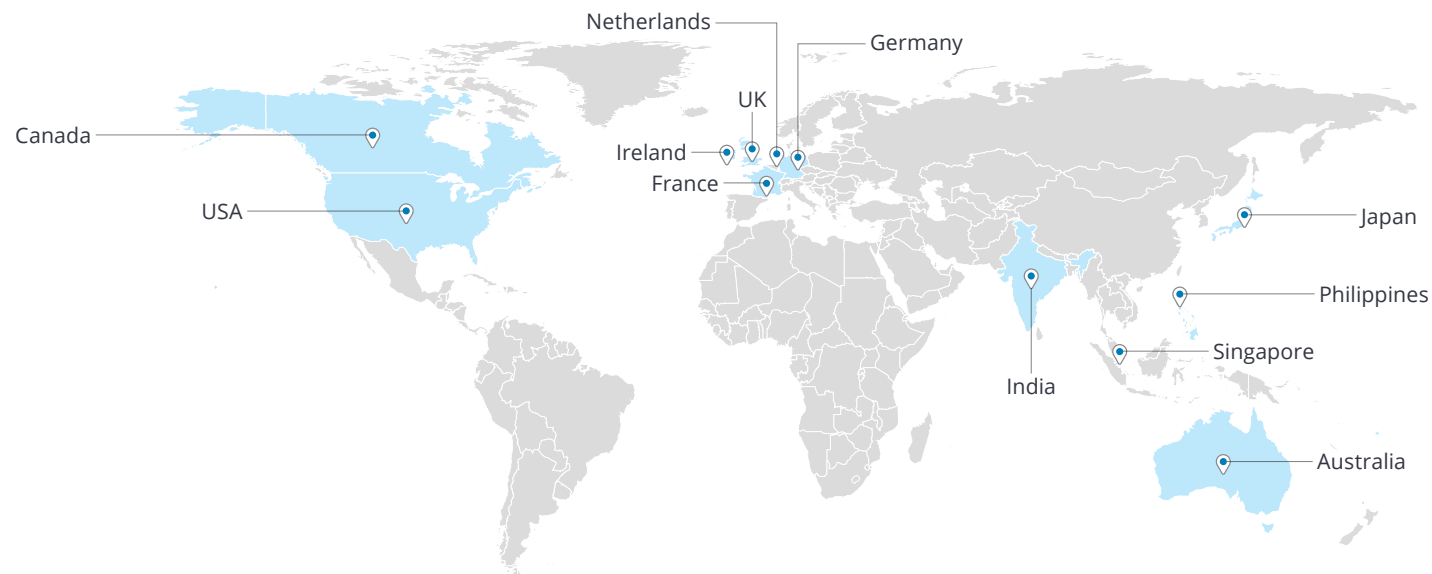 Netherlands
Germany
UK
Canada
Ireland
France
USA
Japan
Philippines
Singapore
India
Australia